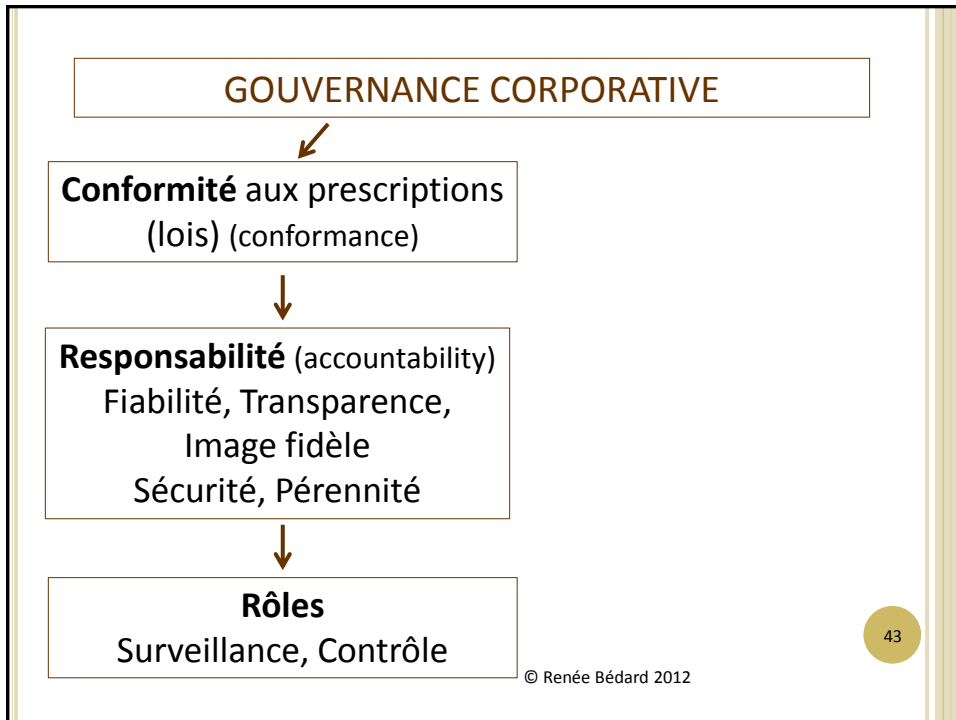 GOUVERNANCE CORPORATIVE
Conformité aux prescriptions
(lois) (conformance)
Responsabilité (accountability)
Fiabilité, Transparence,
Image fidèle
Sécurité, Pérennité
Rôles
Surveillance, Contrôle
43
© Renée Bédard 2012